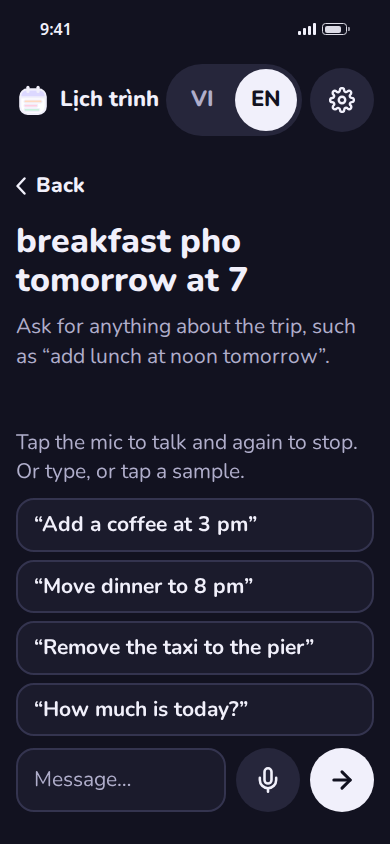 9:41
Lịch trình
VI
EN
Back
breakfast pho
tomorrow at 7
Ask for anything about the trip, such
as “add lunch at noon tomorrow”.
Tap the mic to talk and again to stop.
Or type, or tap a sample.
“Add a coffee at 3 pm”
“Move dinner to 8 pm”
“Remove the taxi to the pier”
“How much is today?”
Message...